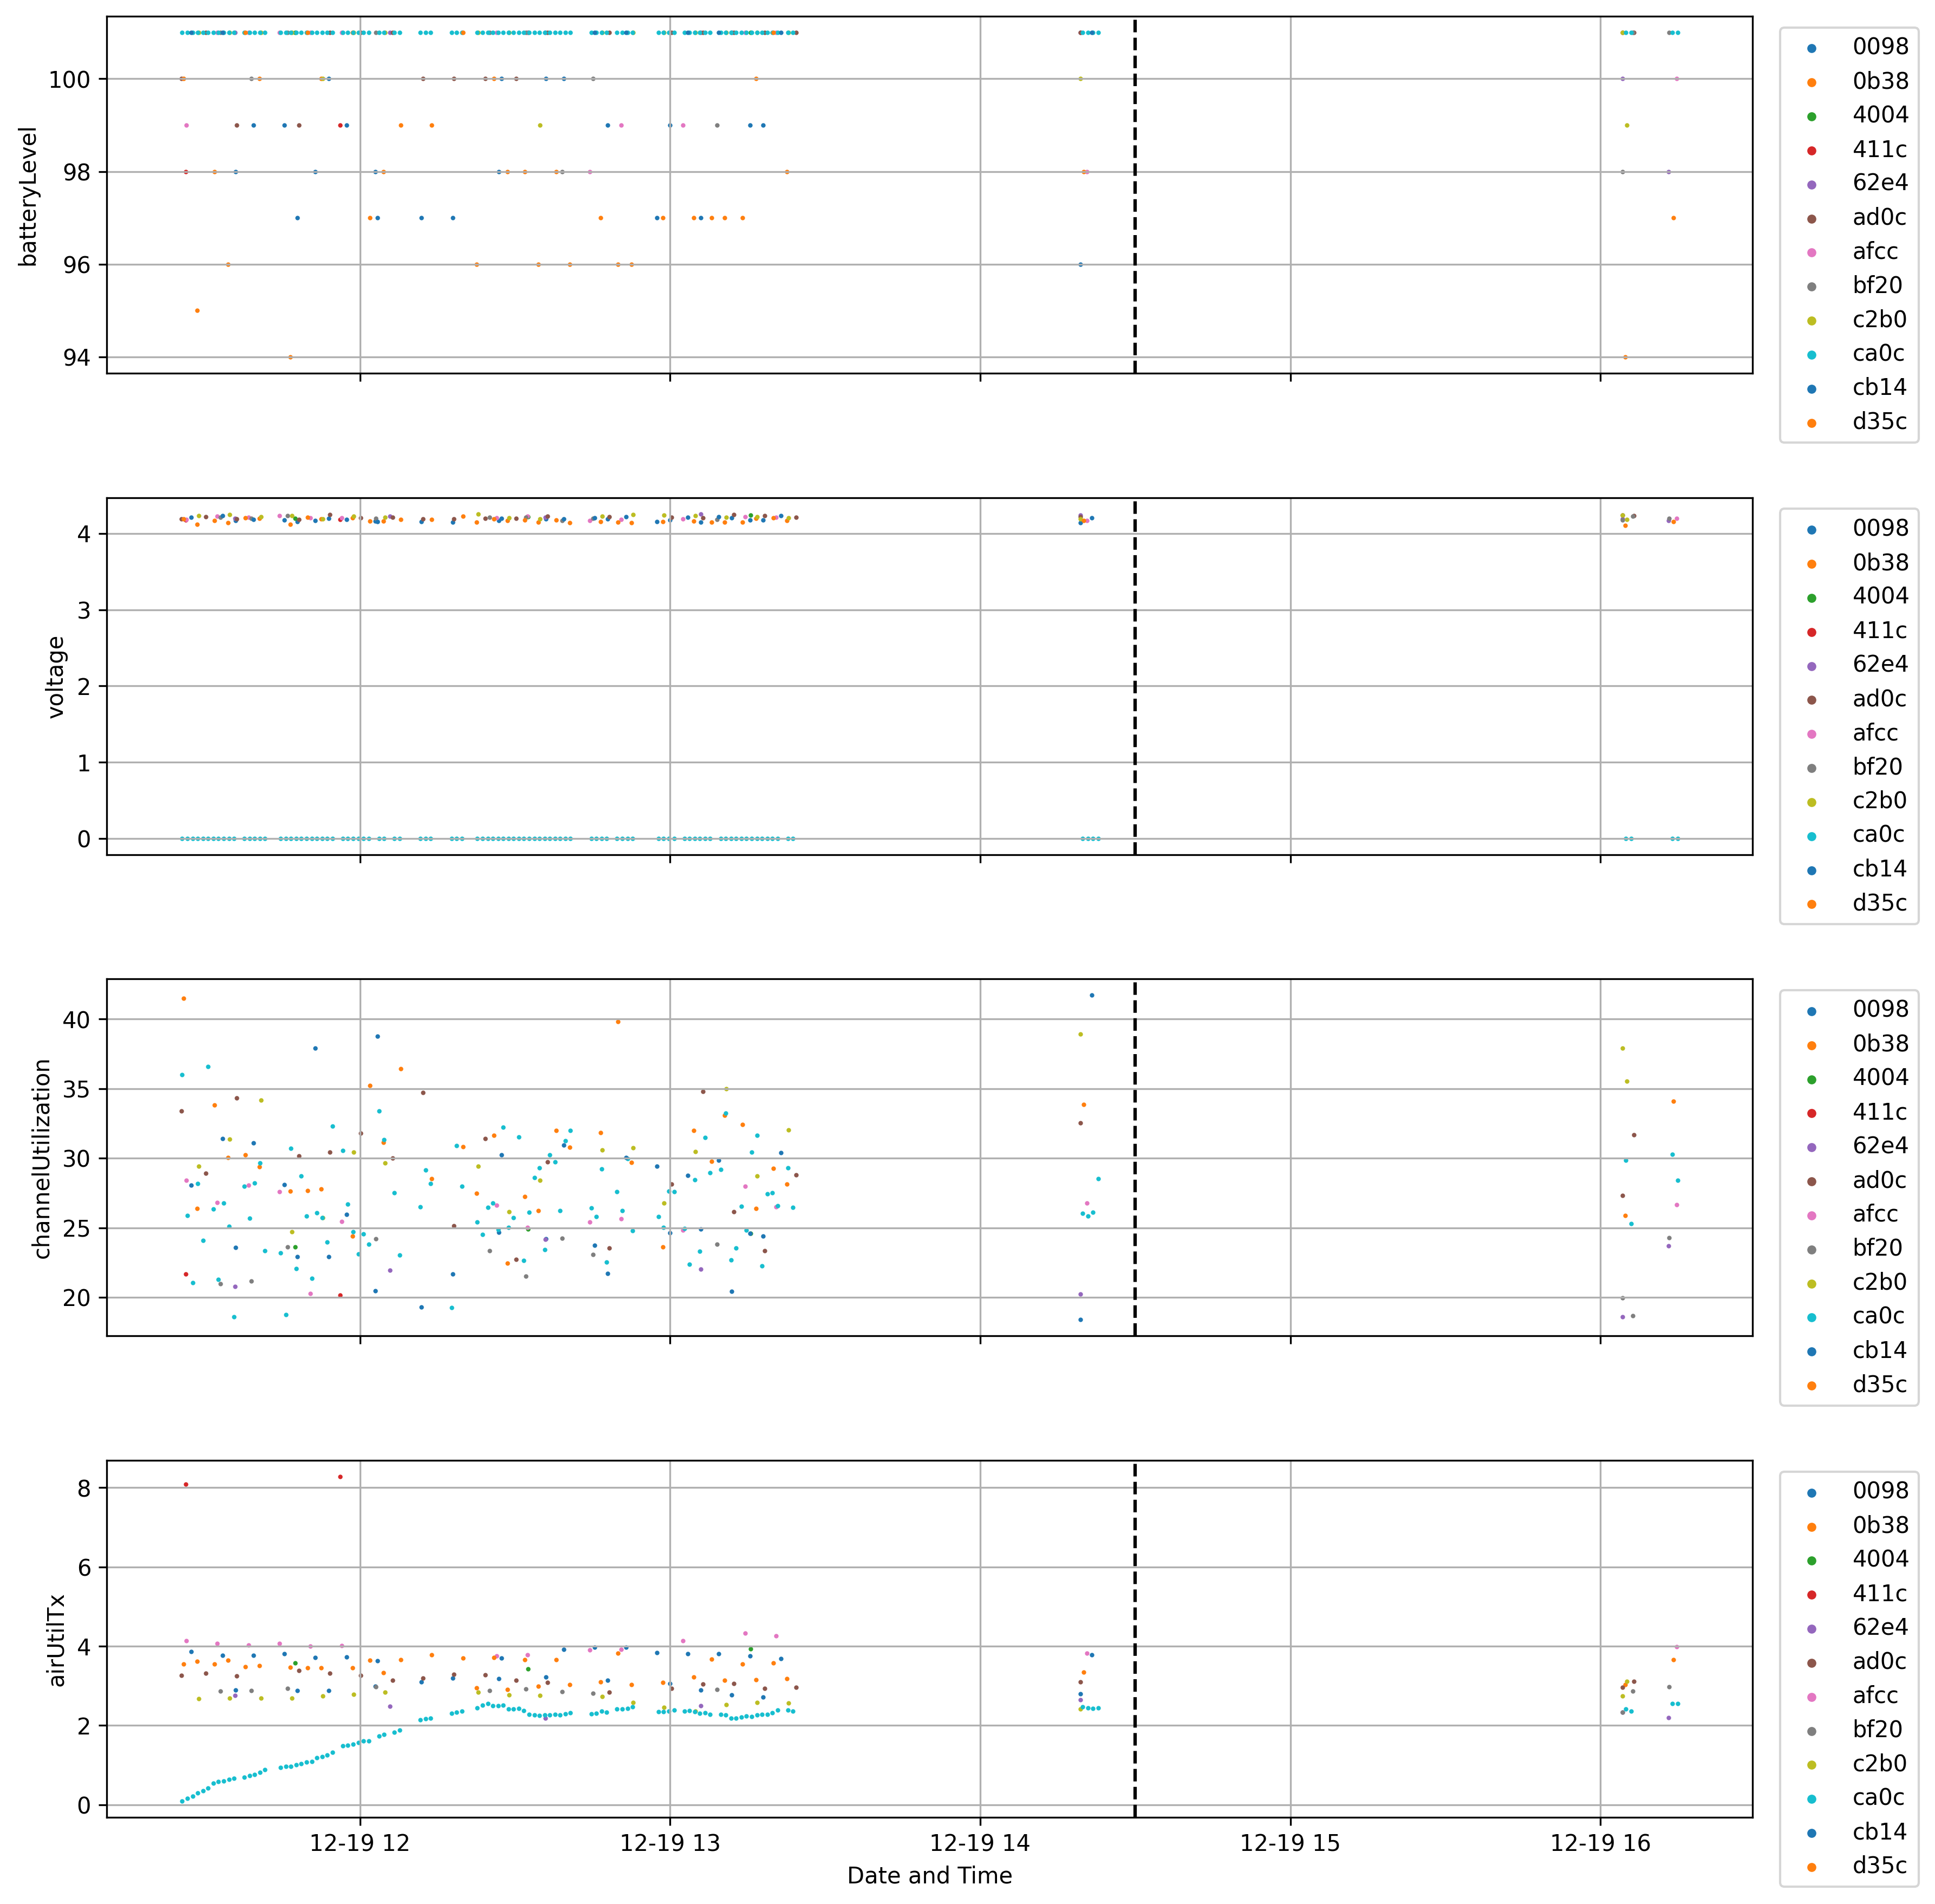 batteryLevel
100
98
96
94
0098
0b38
4004
411c
62e4
ad0c
afcc
bf20
c2b0
ca0c
cb14
d35c
voltage
4
3
2
1
0
0098
0b38
4004
411c
62e4
ad0c
afcc
bf20
c2b0
ca0c
cb14
d35c
channelUtilization
40
35
30
25
20
0098
0b38
4004
411c
62e4
ad0c
afcc
bf20
c2b0
ca0c
cb14
d35c
airUtilTx
8
6
4
2
0
0098
0b38
4004
411c
62e4
ad0c
afcc
bf20
c2b0
ca0c
cb14
d35c
12-19 12 12-19 13 12-19 14 12-19 15 12-19 16
Date and Time